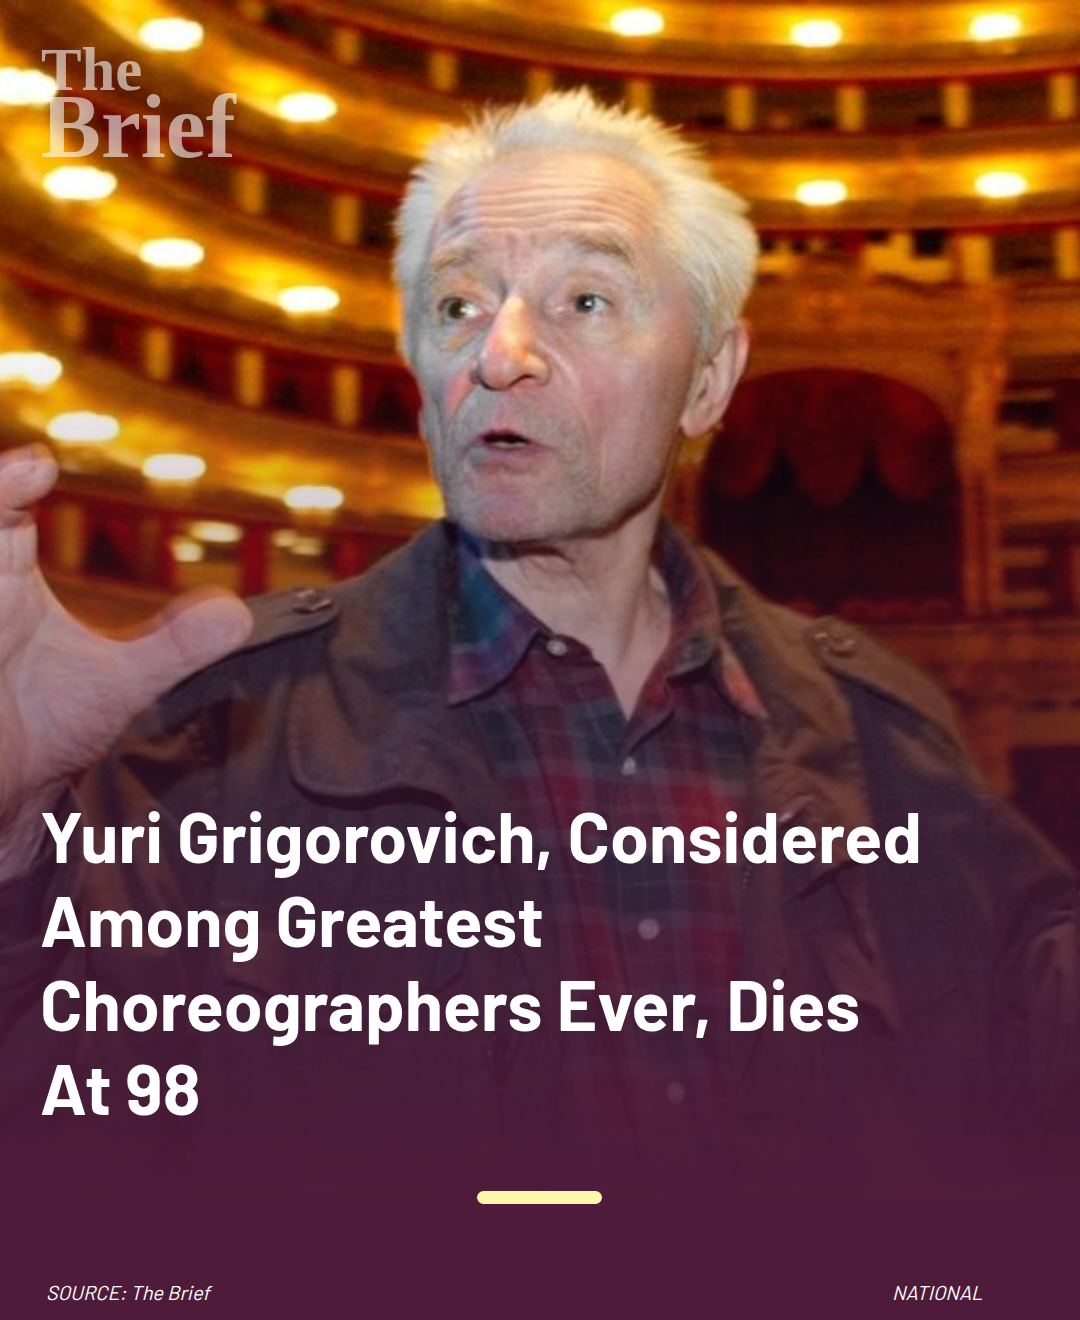 The
Brief
Yuri Grigorovich, Considered
Among Greatest
Choreographers Ever, Dies
At 98
SOURCE: The Brief
NATIONAL